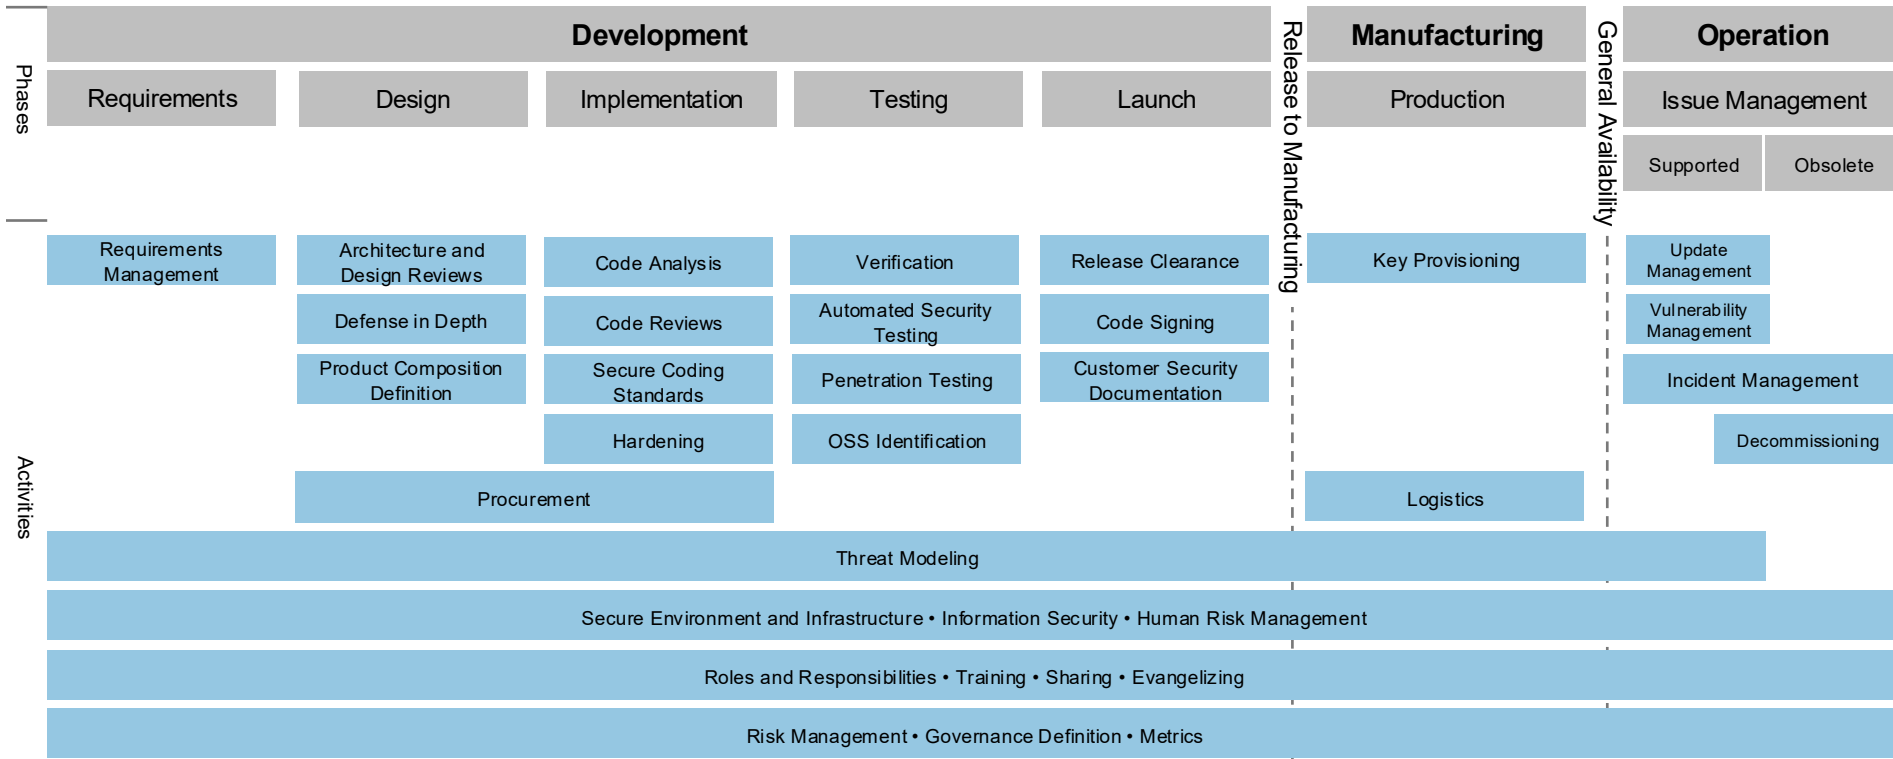 Phases
Development
Release to Manufacturing
Manufacturing
General Availability
Operation
Requirements
Design
Implementation
Testing
Launch
Production
Issue Management
Supported
Obsolete
Activities
Requirements
Management
Architecture and
Design Reviews
Code Analysis
Verification
Release Clearance
Key Provisioning
Update
Management
Defense in Depth
Code Reviews
Automated Security
Testing
Code Signing
Vulnerability
Management
Product Composition
Definition
Secure Coding
Standards
Penetration Testing
Customer Security
Documentation
Incident Management
Hardening
OSS Identification
Decommissioning
Procurement
Logistics
Threat Modeling
Secure Environment and Infrastructure • Information Security • Human Risk Management
Roles and Responsibilities • Training • Sharing • Evangelizing
Risk Management • Governance Definition • Metrics